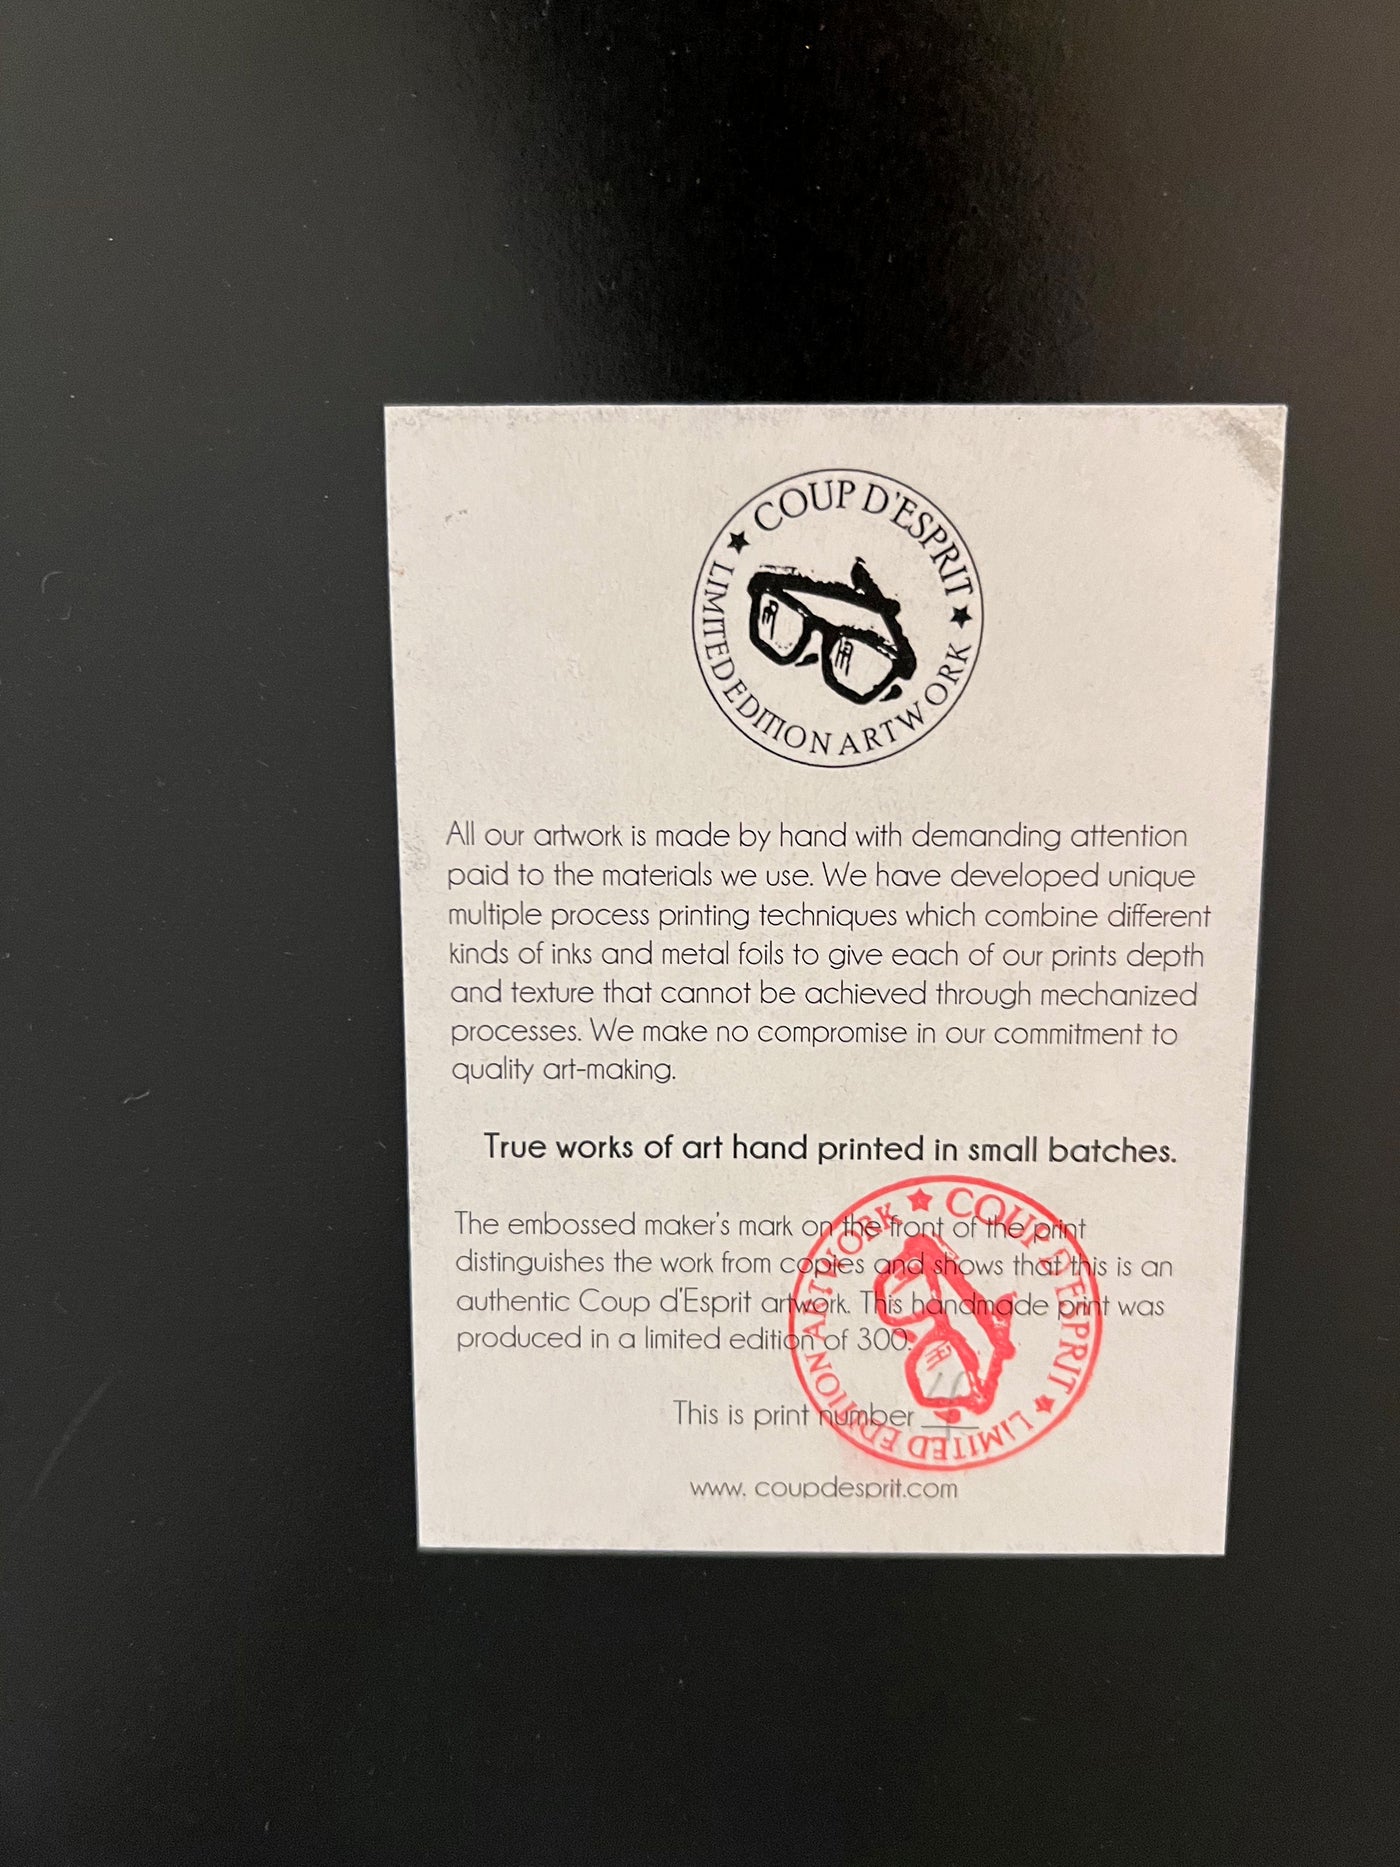 COUP D'ESPRIT
LIMITED EDITION ARTWORK
All our artwork is made by hand with demanding attention
paid to the materials we use. We have developed unique
multiple process printing techniques which combine different
kinds of inks and metal foils to give each of our prints depth
and texture that cannot be achieved through mechanized
processes. We make no compromise in our commitment to
quality art-making.
True works of art hand printed in small batches.
The embossed maker's mark on the front of the print
distinguishes the work from copies and shows that this is an
authentic Coup d'Esprit artwork. This handmade print was
produced in a limited edition of 300.
COUP D'ESPRIT
LIMITED EDITION ARTWORK
This is print number
www. coupdesprit.com